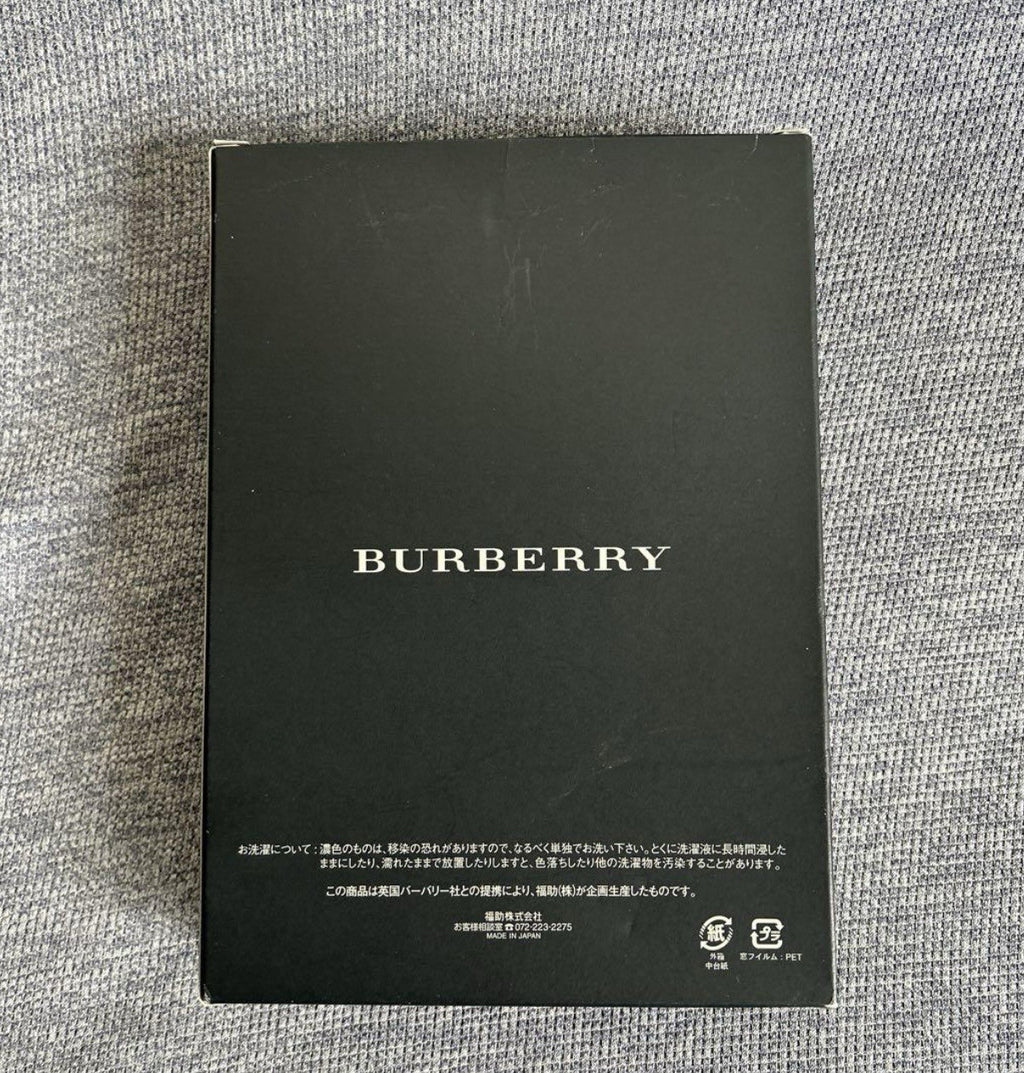 BURBERRY
お洗濯について：濃色のものは、移染の恐れがありますので、なるべく単独でお洗い下さい。とくに洗濯液に長時間浸した
ままにしたり、濡れたままで放置したりしますと、色落ちしたり他の洗濯物を汚染することがあります。
この商品は英国バーバリー社との提携により、福助(株)が企画生産したものです。
福助株式会社
お客様相談室☎072-223-2275
MADE IN JAPAN
紙 プラ
外箱 窓フイルム：PET
中台紙